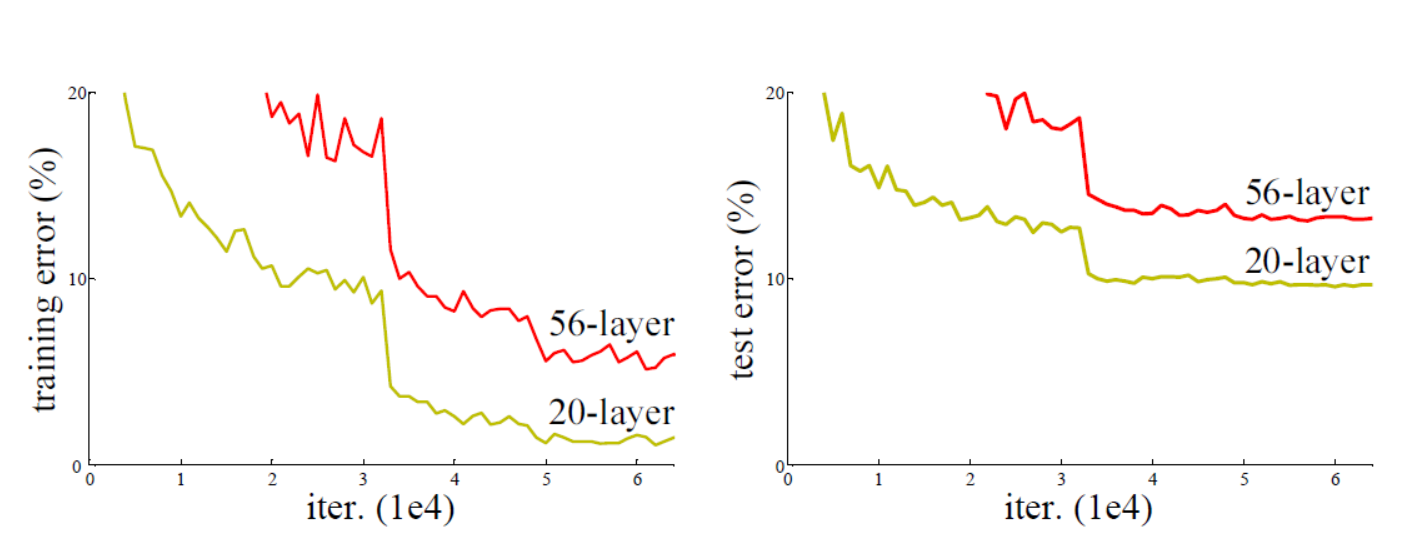 20
10
0
training error (%)
56-layer
20-layer
0 1 2 3 4 5 6
iter. (1e4)
20
10
0
test error (%)
56-layer
20-layer
0 1 2 3 4 5 6
iter. (1e4)